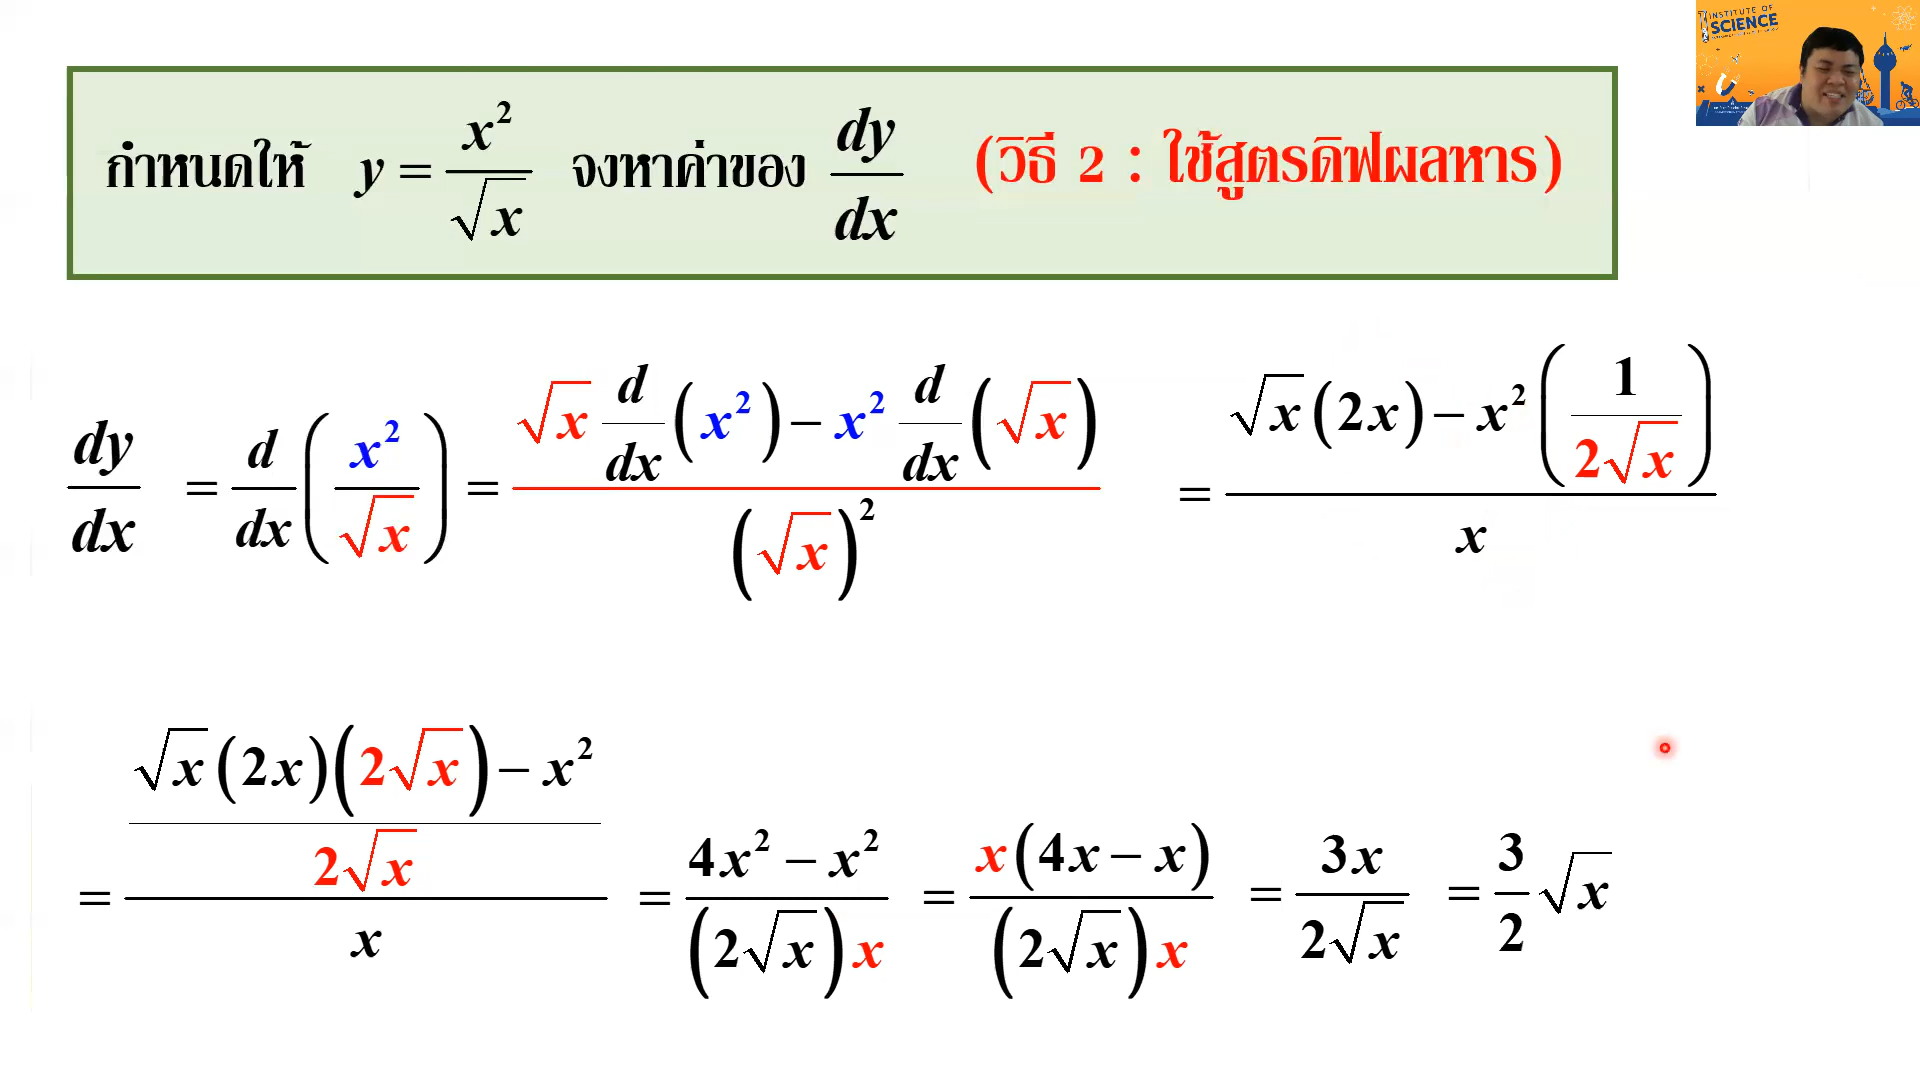 INSTITUTE OF
SCIENCE
กำหนดให้ y = x²/√x จงหาค่าของ dy/dx (วิธี 2 : ใช้สูตรดิฟผลหาร)
dy/dx = d/dx (x²/√x) = (√x d/dx (x²) − x² d/dx (√x)) / (√x)² = (√x (2x) − x² (1/(2√x))) / x
= ((√x (2x)(2√x) − x²) / (2√x)) / x = (4x² − x²) / ((2√x) x) = x(4x − x) / ((2√x) x) = 3x / (2√x) = 3/2 √x